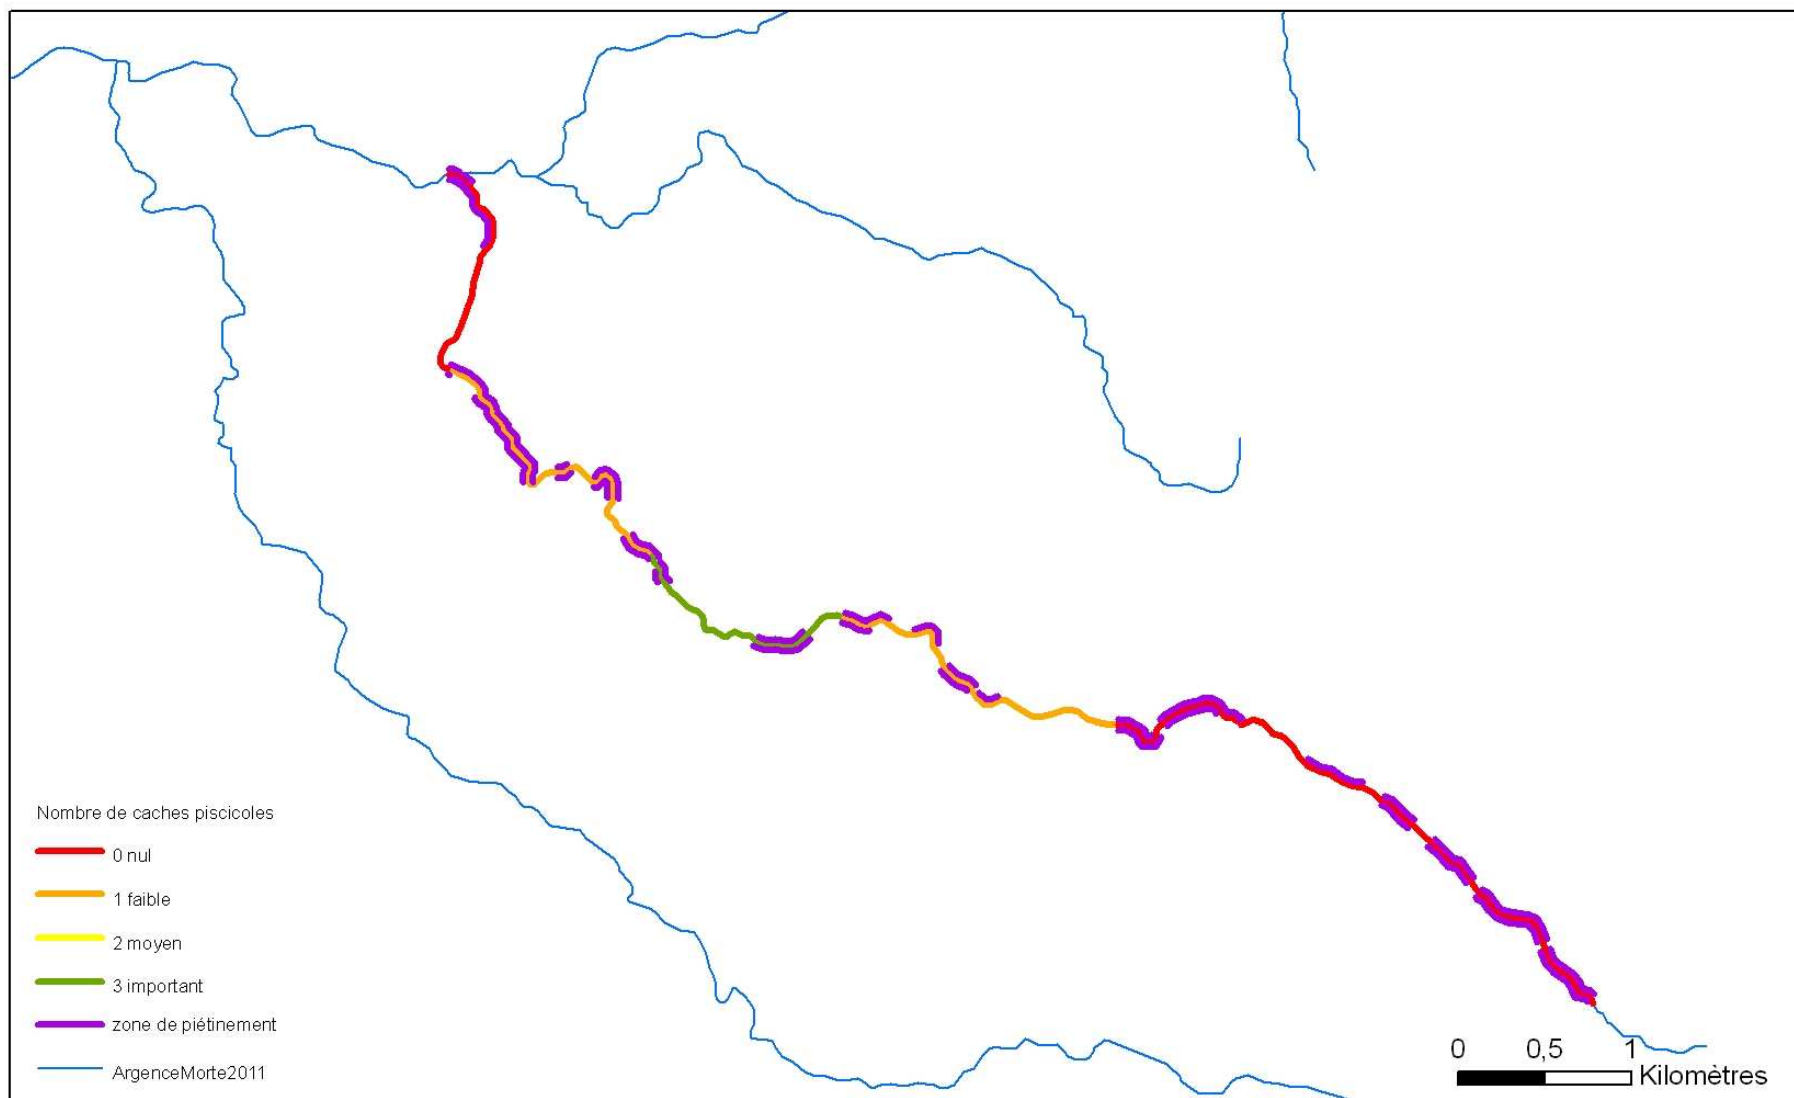 Nombre de caches piscicoles
0 nul
1 faible
2 moyen
3 important
zone de piétinement
ArgenceMorte2011
0 0,5 1
Kilomètres